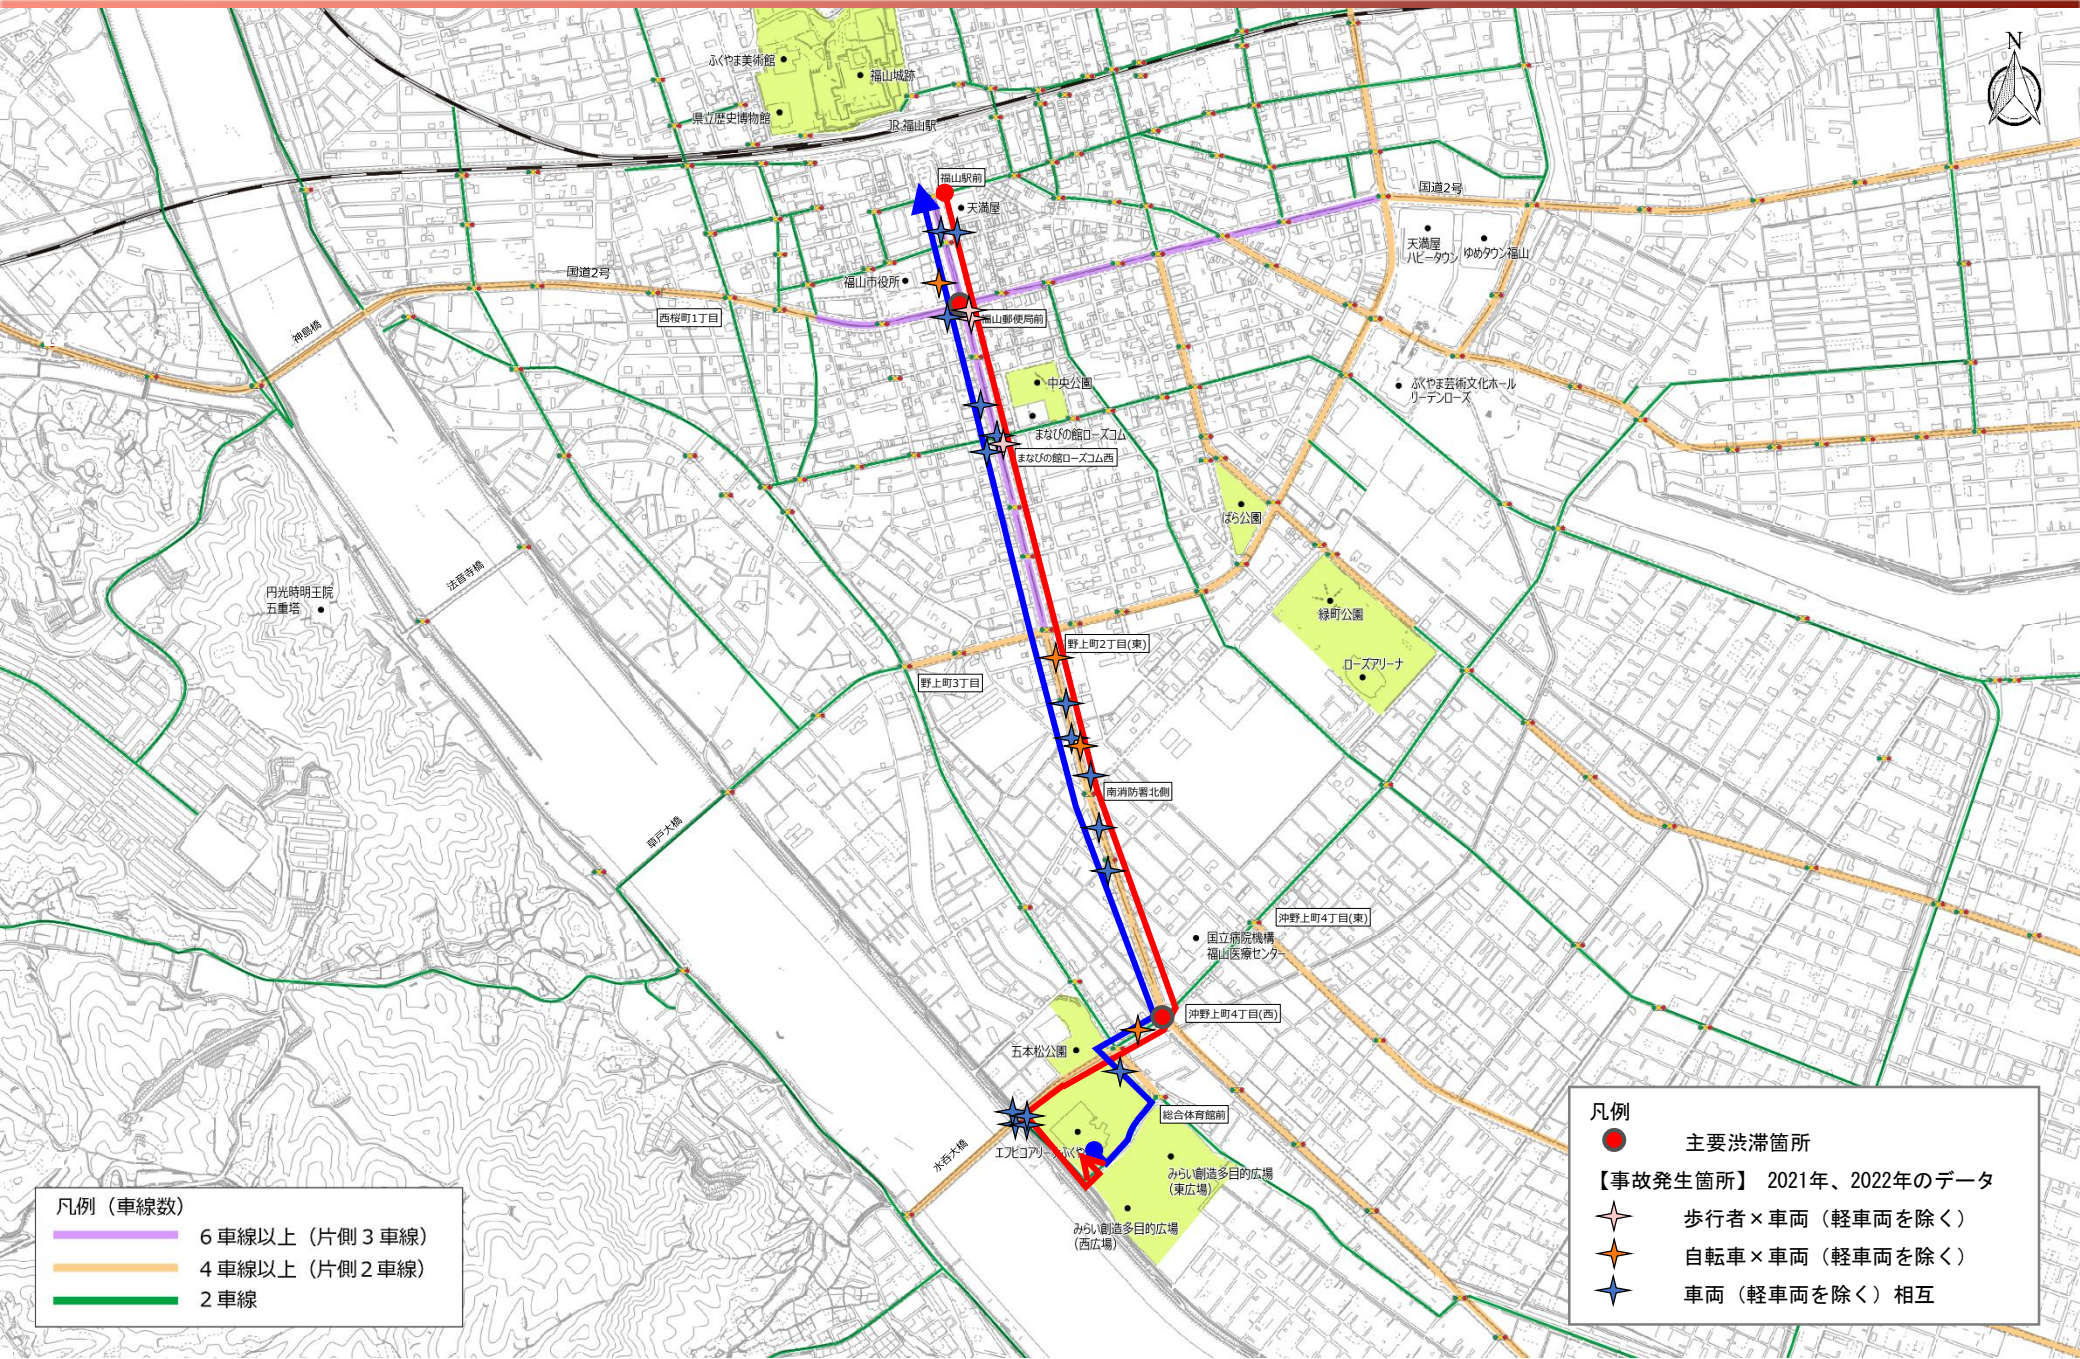 N
ふくやま美術館
福山城跡
県立歴史博物館
JR 福山駅
福山駅前
天満屋
国道2号
天満屋
ハピータウン
ゆめタウン福山
国道2号
福山市役所
西桜町1丁目
福山郵便局前
神島橋
中央公園
ふくやま芸術文化ホール
リーデンローズ
まなびの館ローズコム
まなびの館ローズコム西
ばら公園
法音寺橋
円光時明王院
五重塔
緑町公園
野上町2丁目(東)
ローズアリーナ
野上町3丁目
南消防署北側
草戸大橋
沖野上町4丁目(東)
国立病院機構
福山医療センター
沖野上町4丁目(西)
五本松公園
総合体育館前
水呑大橋
エフピコアリーナふくや
みらい創造多目的広場
(東広場)
みらい創造多目的広場
(西広場)
凡例（車線数）
６車線以上（片側３車線）
４車線以上（片側２車線）
２車線
凡例
主要渋滞箇所
【事故発生箇所】 2021年、2022年のデータ
歩行者×車両（軽車両を除く）
自転車×車両（軽車両を除く）
車両（軽車両を除く）相互